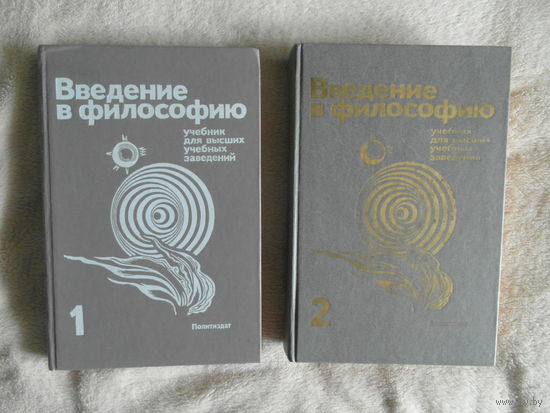 Введение
в философию
учебник
для высших
учебных
заведений
1
Политиздат
Введение
в философию
учебник
для высших
учебных
заведений
2